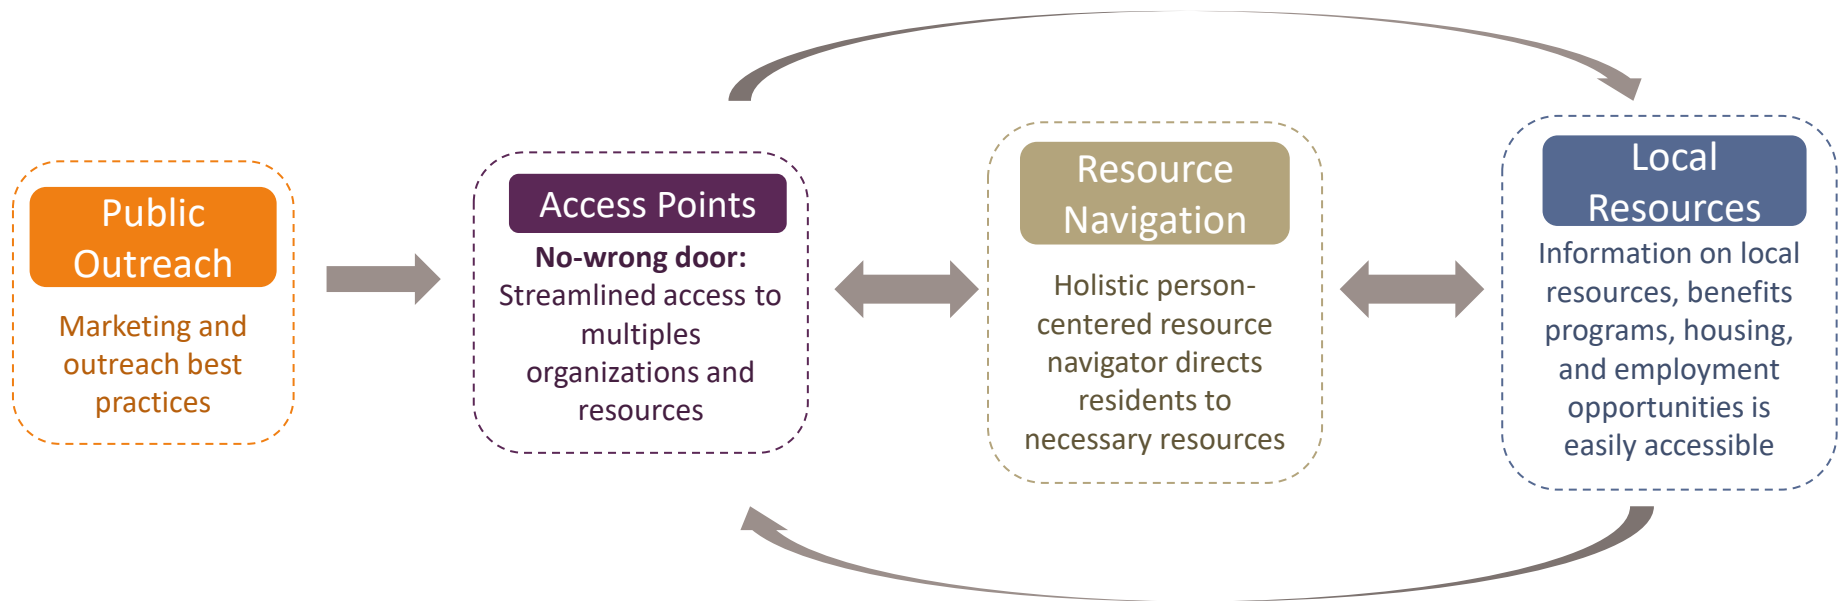 Public
Outreach
Marketing and
outreach best
practices
Access Points
No-wrong door:
Streamlined access to
multiples
organizations and
resources
Resource
Navigation
Holistic person-
centered resource
navigator directs
residents to
necessary resources
Local
Resources
Information on local
resources, benefits
programs, housing,
and employment
opportunities is
easily accessible